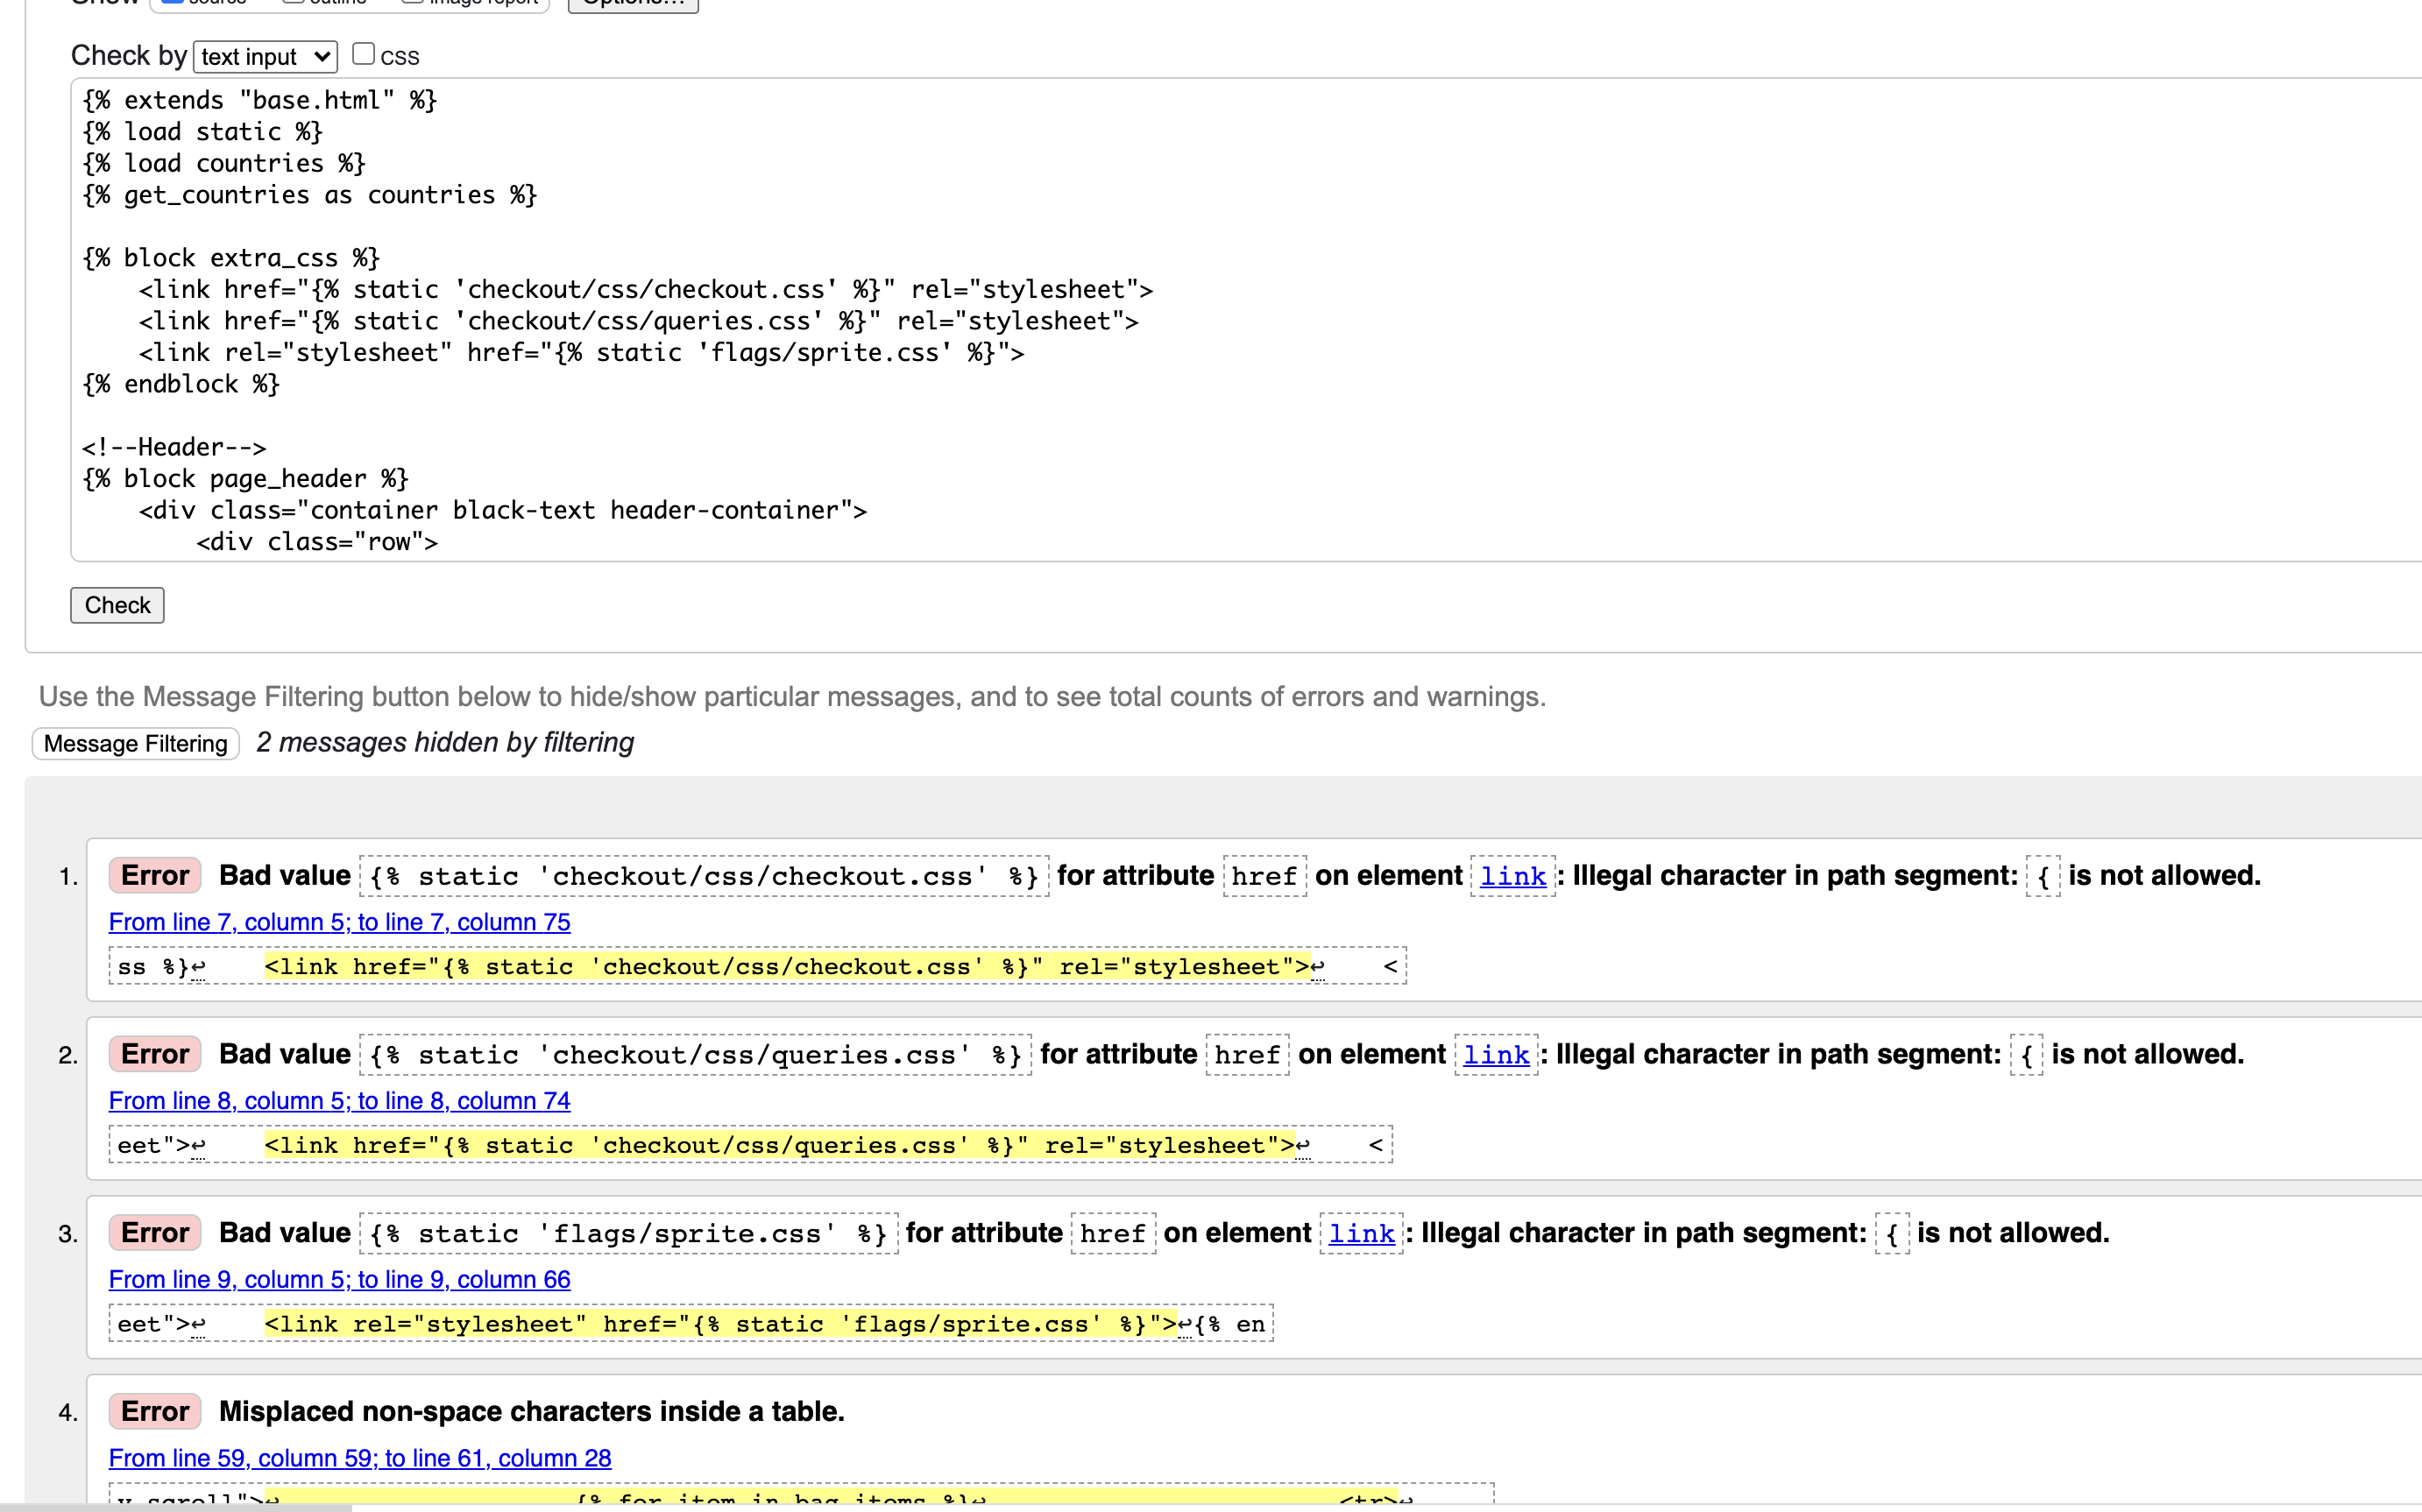 Show source outline image report Options...
Check by text input css
{% extends "base.html" %}
{% load static %}
{% load countries %}
{% get_countries as countries %}
{% block extra_css %}
<link href="{% static 'checkout/css/checkout.css' %}" rel="stylesheet">
<link href="{% static 'checkout/css/queries.css' %}" rel="stylesheet">
<link rel="stylesheet" href="{% static 'flags/sprite.css' %}">
{% endblock %}
<!--Header-->
{% block page_header %}
<div class="container black-text header-container">
<div class="row">
Check
Use the Message Filtering button below to hide/show particular messages, and to see total counts of errors and warnings.
Message Filtering 2 messages hidden by filtering
1. Error Bad value {% static 'checkout/css/checkout.css' %} for attribute href on element link: Illegal character in path segment: { is not allowed.
From line 7, column 5; to line 7, column 75
ss %}↩ <link href="{% static 'checkout/css/checkout.css' %}" rel="stylesheet">↩ <
2. Error Bad value {% static 'checkout/css/queries.css' %} for attribute href on element link: Illegal character in path segment: { is not allowed.
From line 8, column 5; to line 8, column 74
eet">↩ <link href="{% static 'checkout/css/queries.css' %}" rel="stylesheet">↩ <
3. Error Bad value {% static 'flags/sprite.css' %} for attribute href on element link: Illegal character in path segment: { is not allowed.
From line 9, column 5; to line 9, column 66
eet">↩ <link rel="stylesheet" href="{% static 'flags/sprite.css' %}">↩{% en
4. Error Misplaced non-space characters inside a table.
From line 59, column 59; to line 61, column 28
y scroll">↩ {% for item in bag_items %}↩ <tr>↩